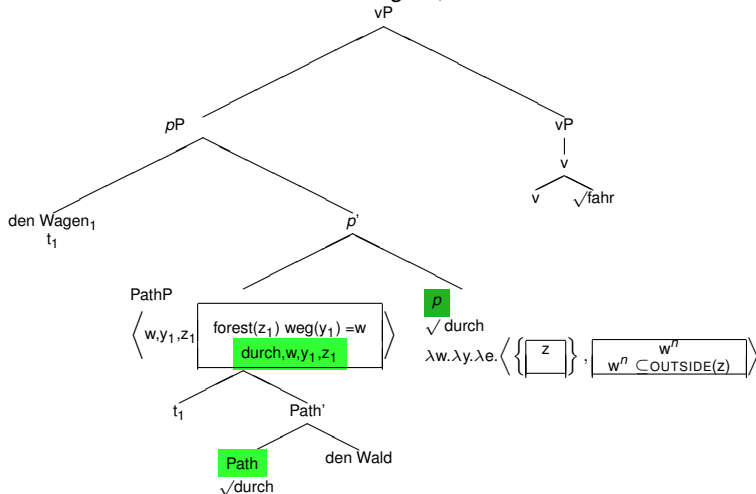 vP
pP
vP
v
den Wagen₁
t₁
p'
v
√fahr
PathP
⟨ w,y₁,z₁ forest(z₁) weg(y₁) =w ⟩
durch,w,y₁,z₁
p
√ durch
λw.λy.λe. ⟨ { z } , wⁿ ⟩
wⁿ ⊆OUTSIDE(z)
t₁
Path'
Path
den Wald
√durch